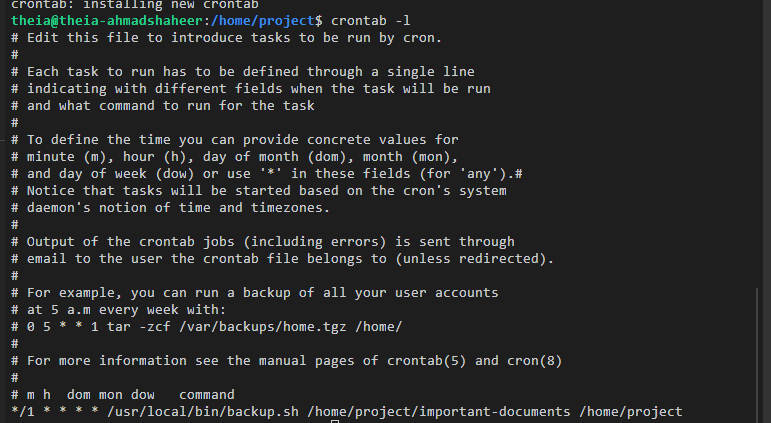 crontab: installing new crontab
theia@theia-ahmadshaheer:/home/project$ crontab -l
# Edit this file to introduce tasks to be run by cron.
#
# Each task to run has to be defined through a single line
# indicating with different fields when the task will be run
# and what command to run for the task
#
# To define the time you can provide concrete values for
# minute (m), hour (h), day of month (dom), month (mon),
# and day of week (dow) or use '*' in these fields (for 'any').#
# Notice that tasks will be started based on the cron's system
# daemon's notion of time and timezones.
#
# Output of the crontab jobs (including errors) is sent through
# email to the user the crontab file belongs to (unless redirected).
#
# For example, you can run a backup of all your user accounts
# at 5 a.m every week with:
# 0 5 * * 1 tar -zcf /var/backups/home.tgz /home/
#
# For more information see the manual pages of crontab(5) and cron(8)
#
# m h  dom mon dow   command
*/1 * * * * /usr/local/bin/backup.sh /home/project/important-documents /home/project